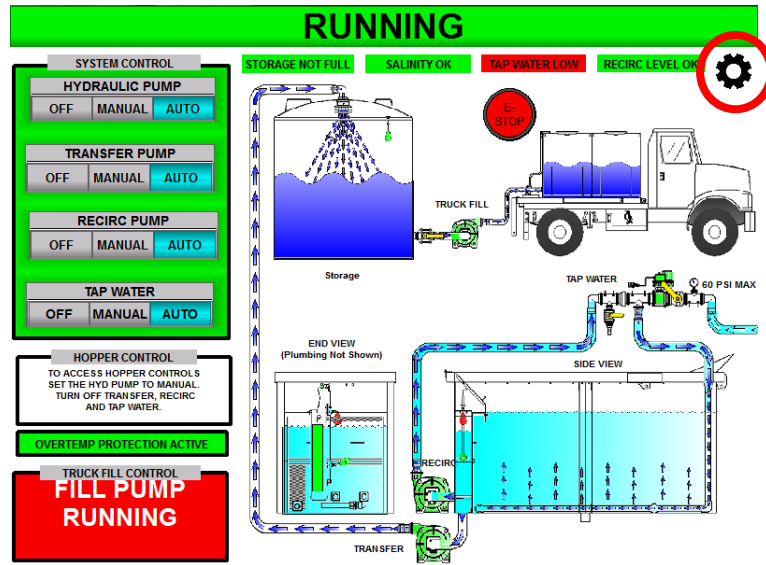 RUNNING
SYSTEM CONTROL
STORAGE NOT FULL
SALINITY OK
TAP WATER LOW
RECIRC LEVEL OK
HYDRAULIC PUMP
OFF MANUAL AUTO
TRANSFER PUMP
OFF MANUAL AUTO
RECIRC PUMP
OFF MANUAL AUTO
TAP WATER
OFF MANUAL AUTO
E-
STOP
TRUCK FILL
Storage
TAP WATER
60 PSI MAX
HOPPER CONTROL
TO ACCESS HOPPER CONTROLS
SET THE HYD PUMP TO MANUAL.
TURN OFF TRANSFER, RECIRC
AND TAP WATER.
END VIEW
(Plumbing Not Shown)
SIDE VIEW
OVERTEMP PROTECTION ACTIVE
TRUCK FILL CONTROL
FILL PUMP
RUNNING
RECIRC
TRANSFER